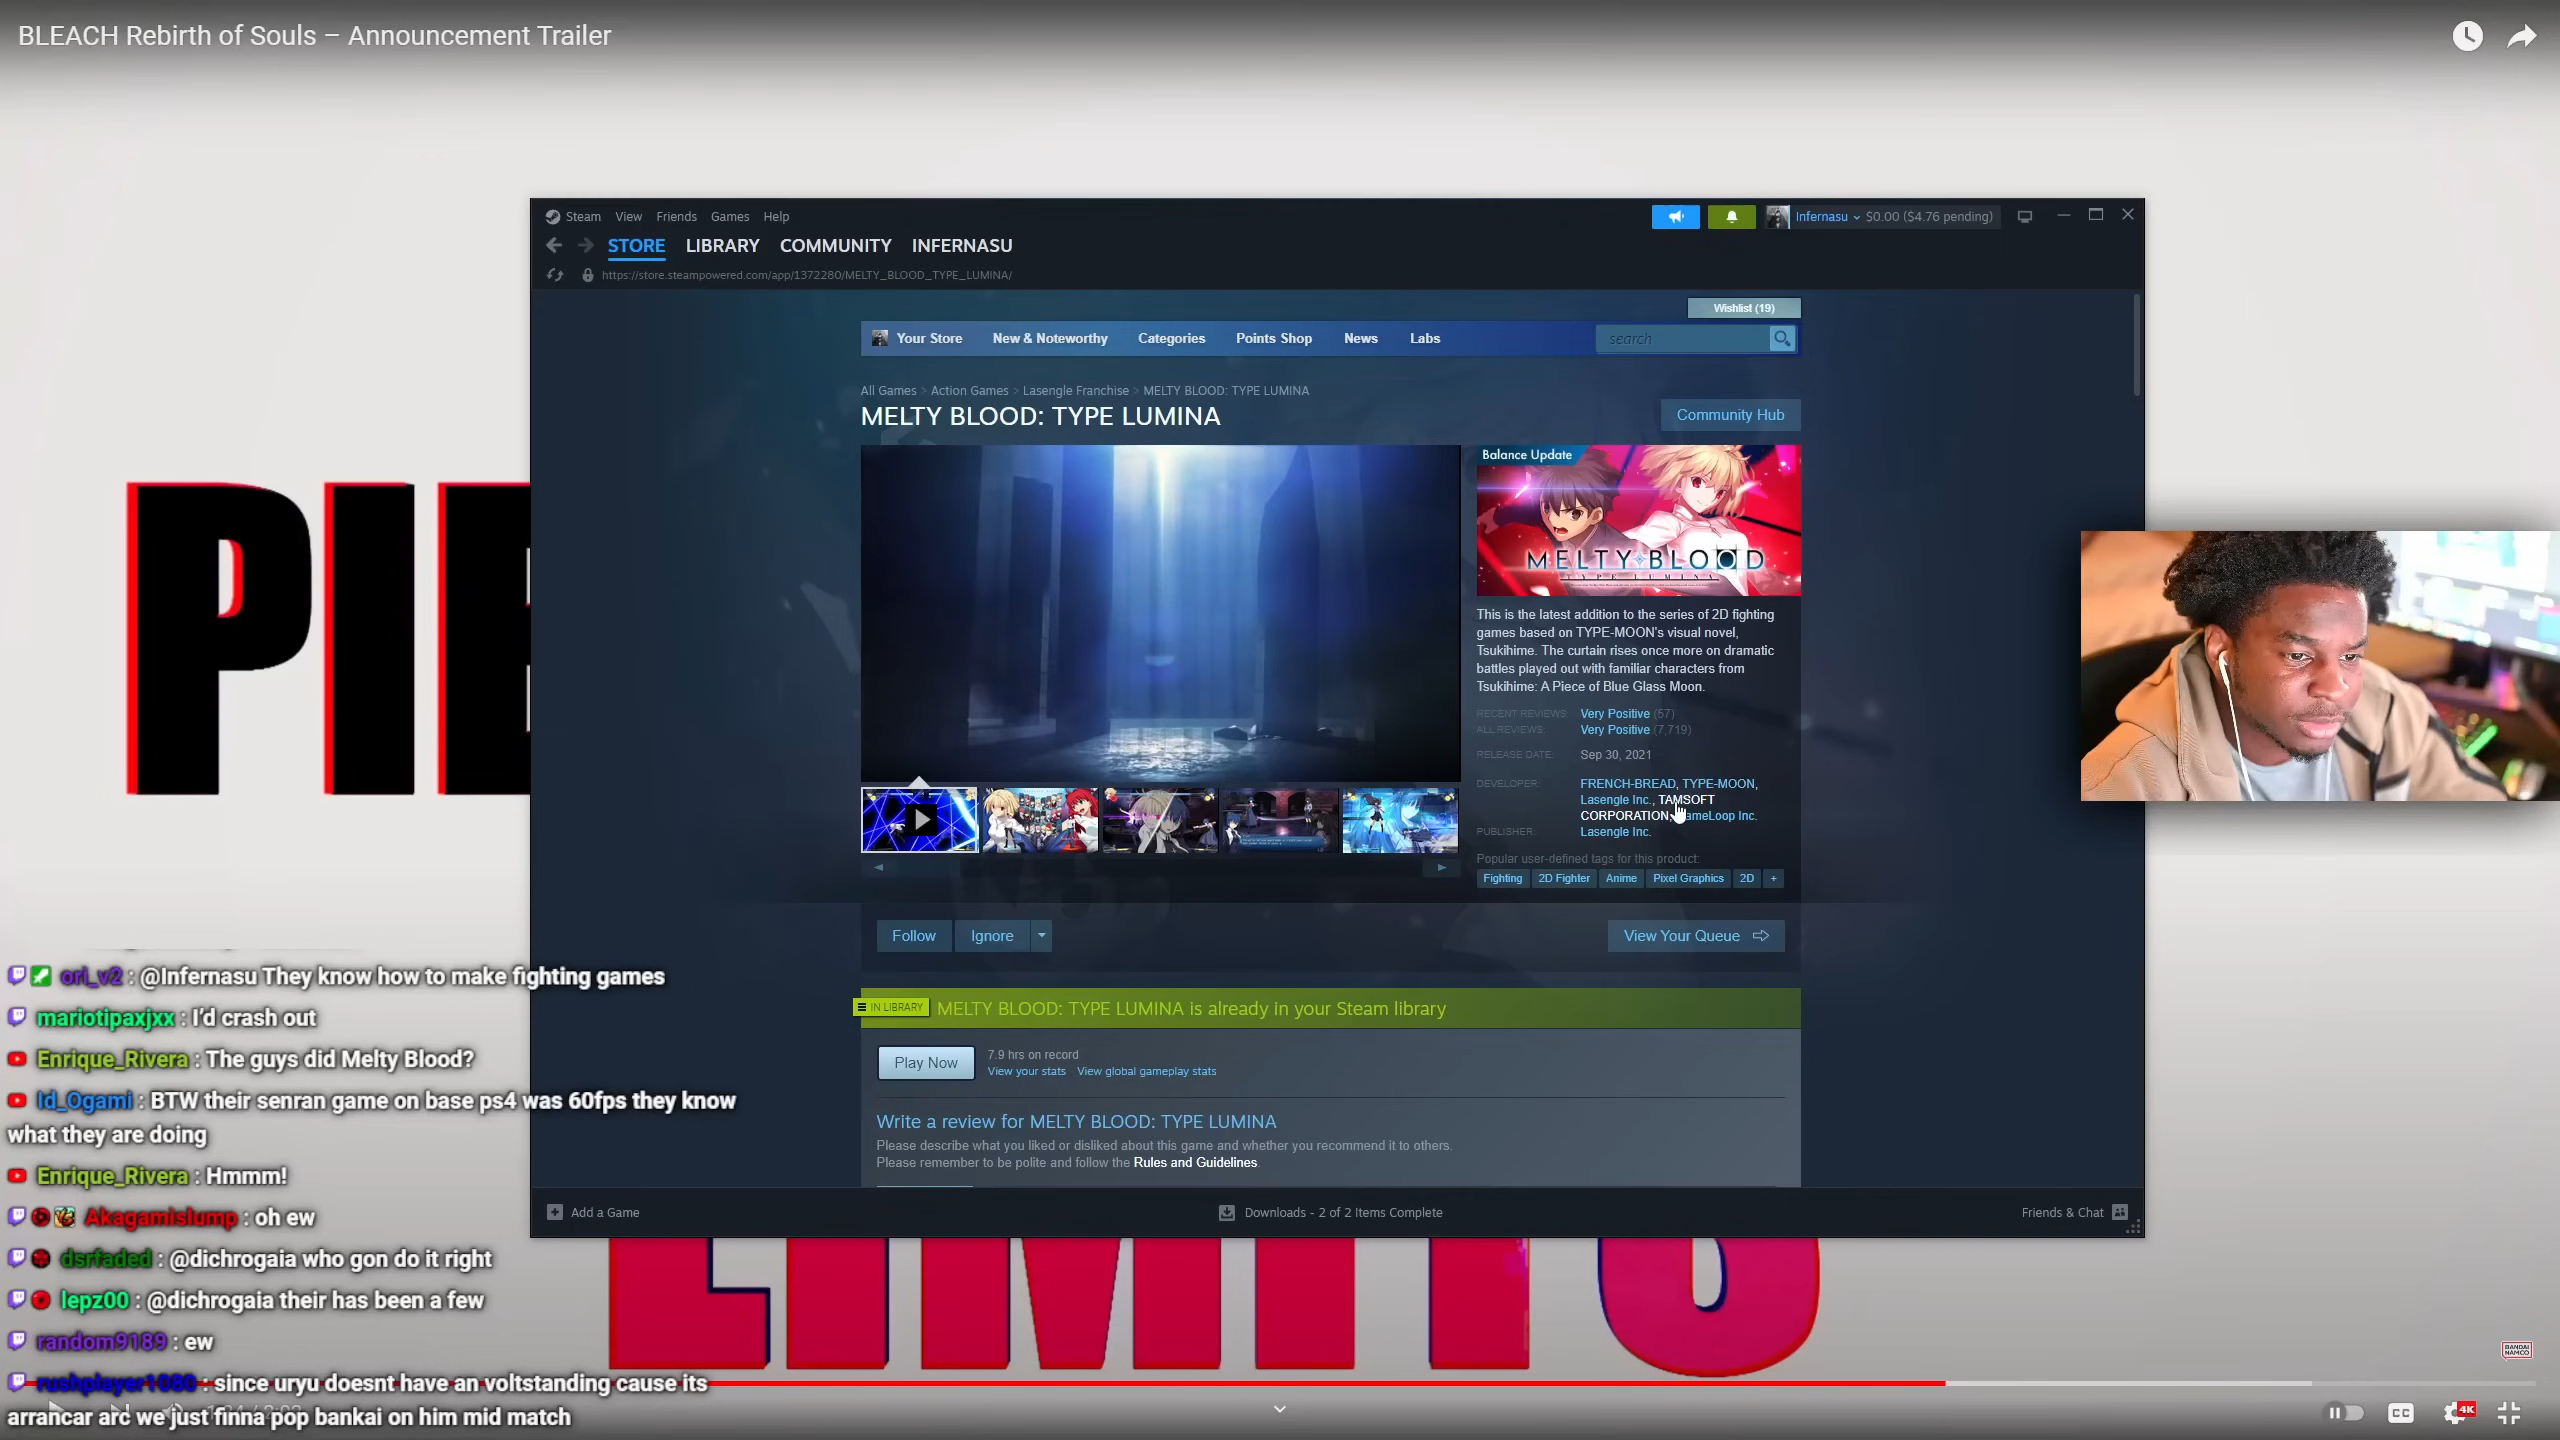 BLEACH Rebirth of Souls – Announcement Trailer
Steam View Friends Games Help
Infernasu $0.00 ($4.76 pending)
STORE LIBRARY COMMUNITY INFERNASU
https://store.steampowered.com/app/1372280/MELTY_BLOOD_TYPE_LUMINA/
Wishlist (19)
Your Store New & Noteworthy Categories Points Shop News Labs
search
All Games > Action Games > Lasengle Franchise > MELTY BLOOD: TYPE LUMINA
MELTY BLOOD: TYPE LUMINA
Community Hub
Balance Update
MELTY BLOOD
TYPE LUMINA
This is the latest addition to the series of 2D fighting
games based on TYPE-MOON's visual novel,
Tsukihime. The curtain rises once more on dramatic
battles played out with familiar characters from
Tsukihime: A Piece of Blue Glass Moon.
RECENT REVIEWS: Very Positive (57)
ALL REVIEWS: Very Positive (7,719)
RELEASE DATE: Sep 30, 2021
DEVELOPER: FRENCH-BREAD, TYPE-MOON,
Lasengle Inc., TAMSOFT
CORPORATION, ameLoop Inc.
PUBLISHER: Lasengle Inc.
Popular user-defined tags for this product:
Fighting 2D Fighter Anime Pixel Graphics 2D +
Follow Ignore
View Your Queue
IN LIBRARY MELTY BLOOD: TYPE LUMINA is already in your Steam library
Play Now
7.9 hrs on record
View your stats View global gameplay stats
Write a review for MELTY BLOOD: TYPE LUMINA
Please describe what you liked or disliked about this game and whether you recommend it to others.
Please remember to be polite and follow the Rules and Guidelines.
Add a Game
Downloads - 2 of 2 Items Complete
Friends & Chat
PIE
LIMITS
ori_v2 : @Infernasu They know how to make fighting games
mariotipaxjxx : I'd crash out
Enrique_Rivera : The guys did Melty Blood?
Id_Ogami : BTW their senran game on base ps4 was 60fps they know
what they are doing
Enrique_Rivera : Hmmm!
Akagamislump : oh ew
dsrfaded : @dichrogaia who gon do it right
lepz00 : @dichrogaia their has been a few
random9189 : ew
rushplayer1080 : since uryu doesnt have an voltstanding cause its
arrancar arc we just finna pop bankai on him mid match
BANDAI
NAMCO
CC
4K